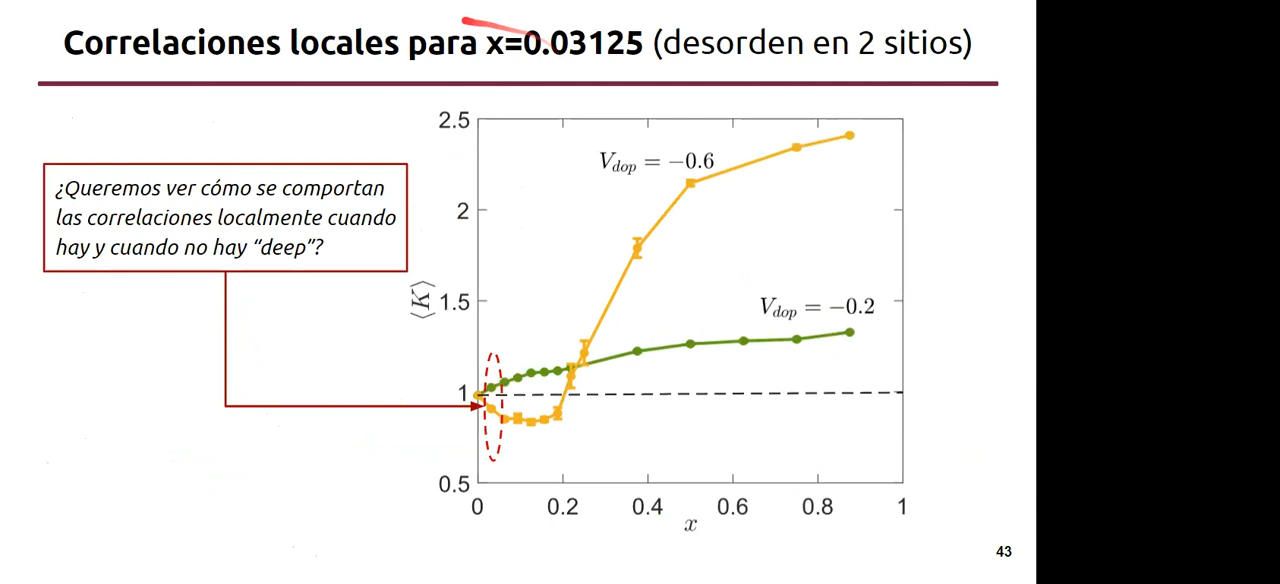 Correlaciones locales para x=0.03125 (desorden en 2 sitios)
¿Queremos ver cómo se comportan
las correlaciones localmente cuando
hay y cuando no hay “deep”?
2.5
2
1.5
1
0.5
⟨K⟩
V_dop = −0.6
V_dop = −0.2
0 0.2 0.4 0.6 0.8 1
x
43